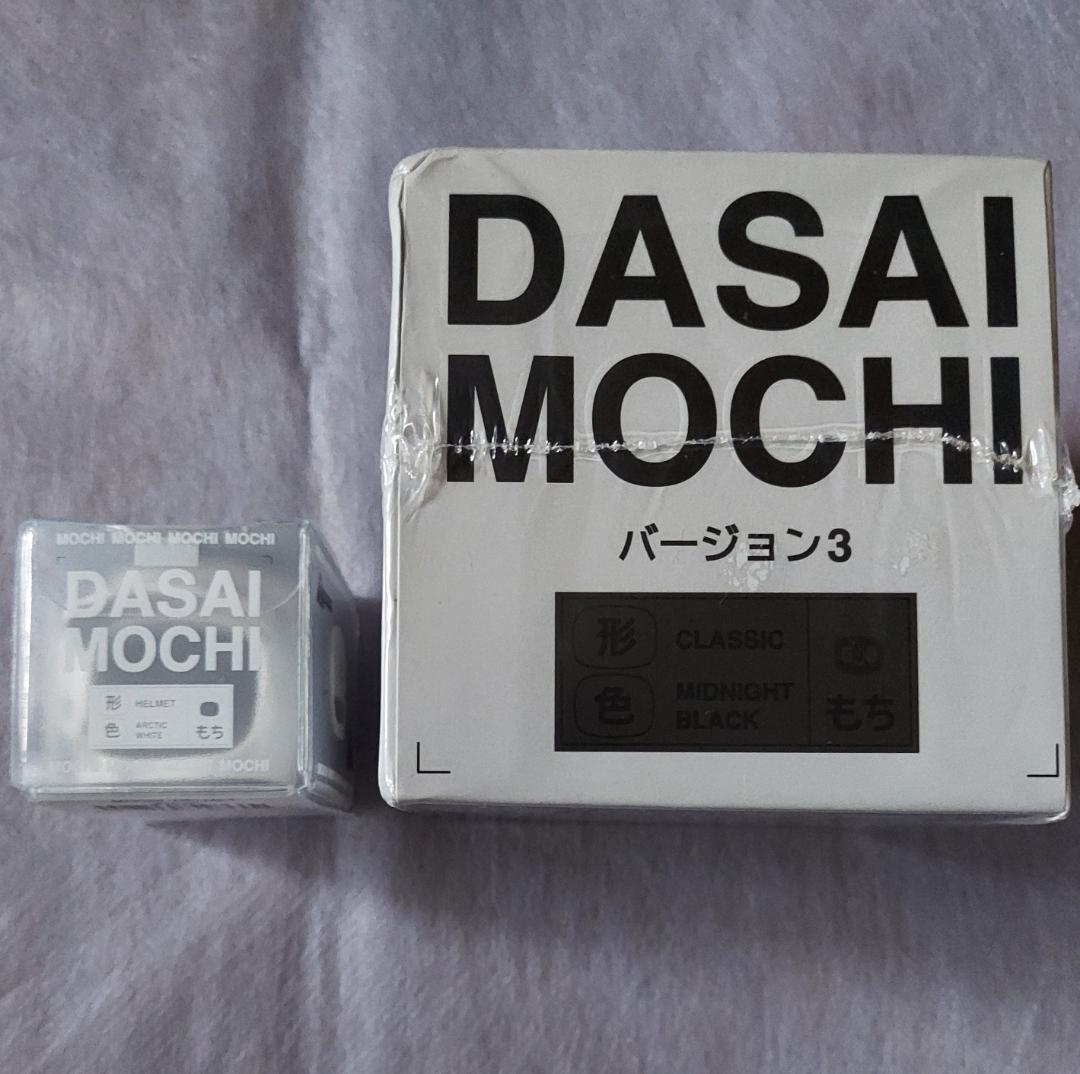 MOCHI MOCHI MOCHI MOCHI
DASAI
MOCHI
形 HELMET
色 ARCTIC
WHITE
もち
MOCHI
DASAI
MOCHI
バージョン3
形 CLASSIC
色 MIDNIGHT
BLACK
もち